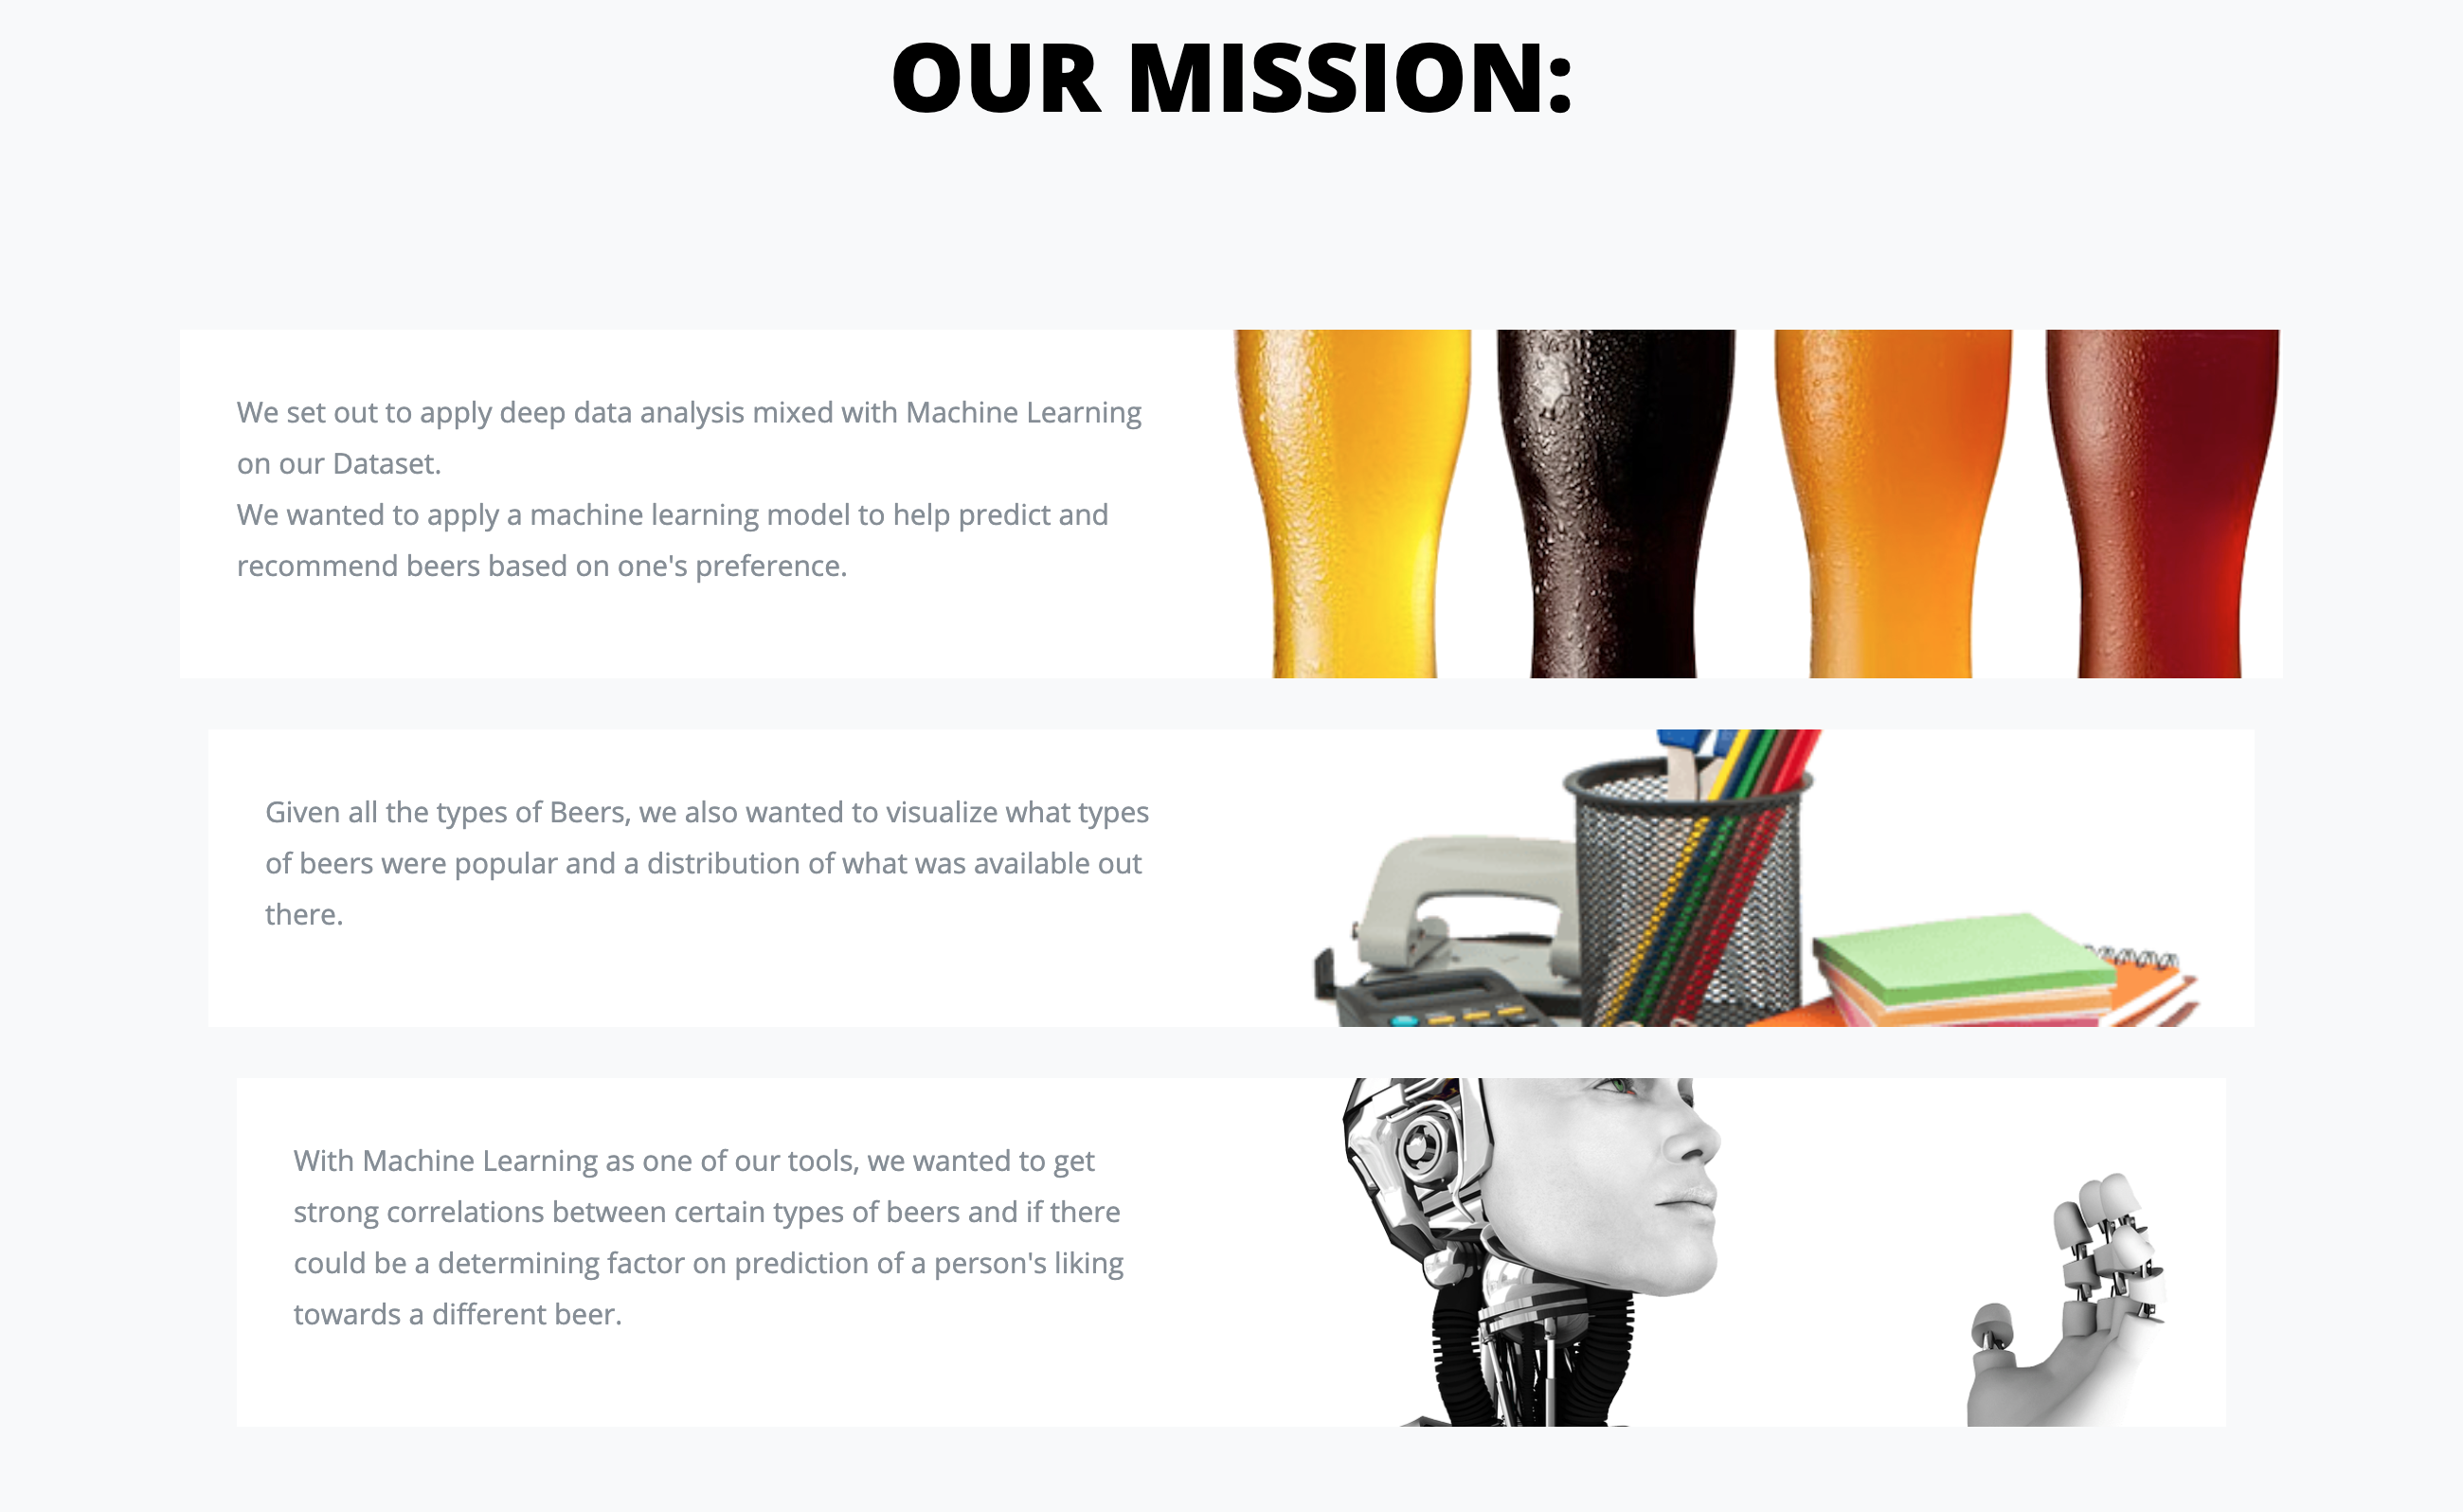 OUR MISSION:
We set out to apply deep data analysis mixed with Machine Learning
on our Dataset.
We wanted to apply a machine learning model to help predict and
recommend beers based on one's preference.
Given all the types of Beers, we also wanted to visualize what types
of beers were popular and a distribution of what was available out
there.
With Machine Learning as one of our tools, we wanted to get
strong correlations between certain types of beers and if there
could be a determining factor on prediction of a person's liking
towards a different beer.